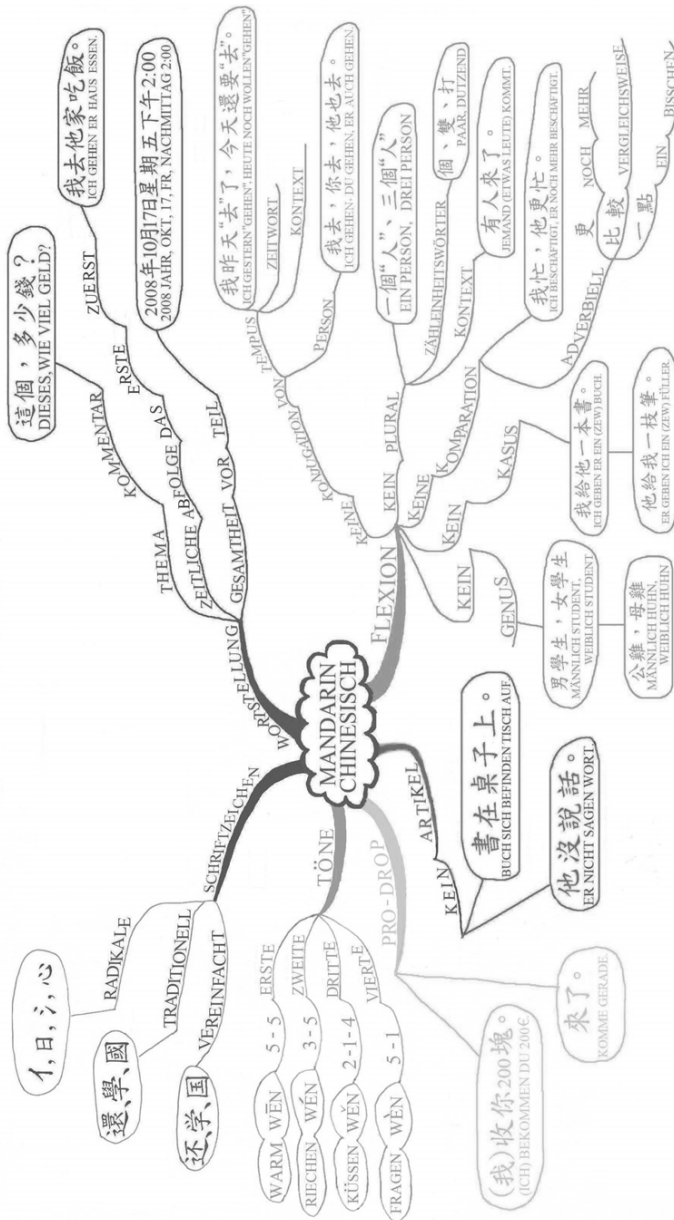 MANDARIN
CHINESISCH
WORTSTELLUNG
THEMA
KOMMENTAR
這個，多少錢？
DIESES, WIE VIEL GELD?
ZEITLICHE ABFOLGE
DAS ERSTE ZUERST
我去他家吃飯。
ICH GEHEN ER HAUS ESSEN.
GESAMTHEIT VOR TEIL
2008年10月17日星期五下午2:00
2008 JAHR, OKT, 17, FR, NACHMITTAG 2:00
FLEXION
KEINE KONJUGATION VON
TEMPUS
我昨天“去”了，今天還要“去”。
ICH GESTERN"GEHEN", HEUTE NOCH WOLLEN"GEHEN"
ZEITWORT
KONTEXT
PERSON
我去，你去，他也去。
ICH GEHEN- DU GEHEN, ER AUCH GEHEN.
KEIN PLURAL
一個“人”、三個“人”
EIN PERSON, DREI PERSON
ZÄHLEINHEITSWÖRTER
個、雙、打
PAAR, DUTZEND
KONTEXT
有人來了。
JEMAND (ETWAS LEUTE) KOMMT.
KEINE KOMPARATION
我忙，他更忙。
ICH BESCHÄFTIGT, ER NOCH MEHR BESCHÄFTIGT.
ADVERBIELL
更 NOCH MEHR
比較 VERGLEICHSWEISE
一點 EIN BISSCHEN
KEIN KASUS
我給他一本書。
ICH GEBEN ER EIN (ZEW) BUCH.
他給我一枝筆。
ER GEBEN ICH EIN (ZEW) FÜLLER.
KEIN GENUS
男學生，女學生
MÄNNLICH STUDENT,
WEIBLICH STUDENT
公雞，母雞
MÄNNLICH HUHN,
WEIBLICH HUHN
KEIN ARTIKEL
書在桌子上。
BUCH SICH BEFINDEN TISCH AUF.
他沒說話。
ER NICHT SAGEN WORT.
PRO-DROP
來了。
KOMME GERADE.
(我)收你200塊。
(ICH) BEKOMMEN DU 200€
TÖNE
ERSTE 5-5 WĒN WARM
ZWEITE 3-5 WÉN RIECHEN
DRITTE 2-1-4 WĚN KÜSSEN
VIERTE 5-1 WÈN FRAGEN
SCHRIFTZEICHEN
RADIKALE
亻,日,氵,心
TRADITIONELL
還、學、國
VEREINFACHT
还、学、国